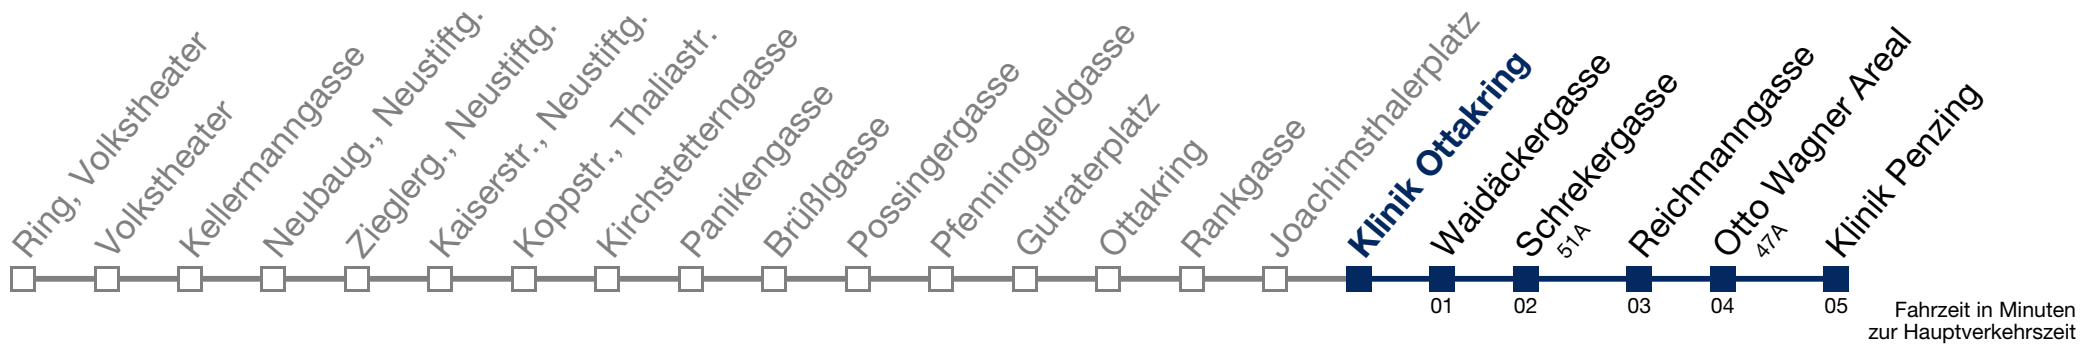 Ring, Volkstheater
Volkstheater
Kellermanngasse
Neubaug., Neustiftg.
Zieglerg., Neustiftg.
Kaiserstr., Neustiftg.
Koppstr., Thaliastr.
Kirchstetterngasse
Panikengasse
Brüßlgasse
Possingergasse
Pfenninggeldgasse
Gutraterplatz
Ottakring
Rankgasse
Joachimsthalerplatz
Klinik Ottakring
Waidäckergasse
Schrekergasse
51A
Reichmanngasse
Otto Wagner Areal
47A
Klinik Penzing
01 02 03 04 05
Fahrzeit in Minuten
zur Hauptverkehrszeit